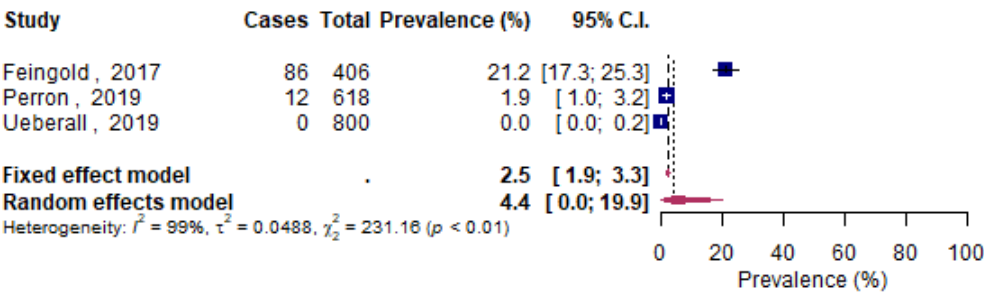 Study Cases Total Prevalence (%) 95% C.I.
Feingold , 2017 86 406 21.2 [17.3; 25.3]
Perron , 2019 12 618 1.9 [ 1.0; 3.2]
Ueberall , 2019 0 800 0.0 [ 0.0; 0.2]
Fixed effect model . 2.5 [ 1.9; 3.3]
Random effects model 4.4 [ 0.0; 19.9]
Heterogeneity: I² = 99%, τ² = 0.0488, χ²₂ = 231.16 (p < 0.01)
0 20 40 60 80 100
Prevalence (%)